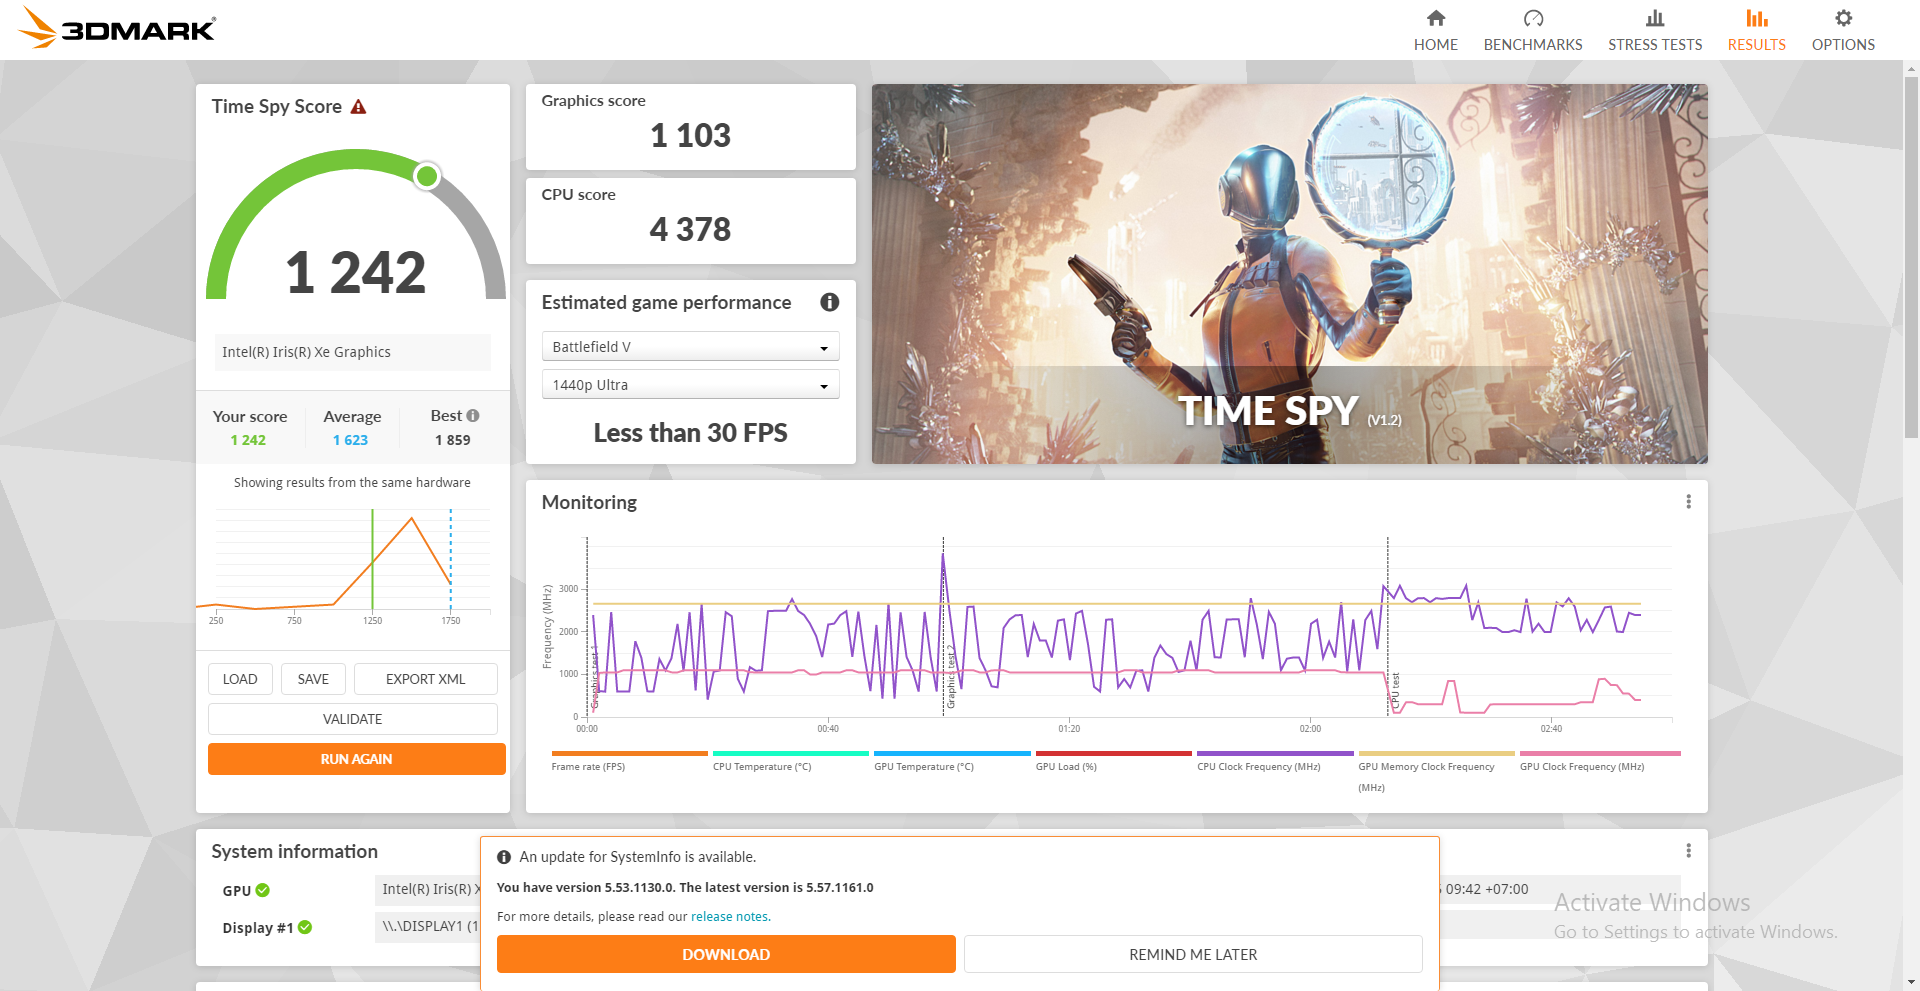 3DMARK
HOME
BENCHMARKS
STRESS TESTS
RESULTS
OPTIONS
Time Spy Score
1 242
Intel(R) Iris(R) Xe Graphics
Your score
1 242
Average
1 623
Best
1 859
Showing results from the same hardware
250
750
1250
1750
LOAD
SAVE
EXPORT XML
VALIDATE
RUN AGAIN
Graphics score
1 103
CPU score
4 378
Estimated game performance
Battlefield V
1440p Ultra
Less than 30 FPS
TIME SPY (V1.2)
Monitoring
Frequency (MHz)
3000
2000
1000
0
Graphics test 1
Graphics test 2
CPU test
00:00
00:40
01:20
02:00
02:40
Frame rate (FPS)
CPU Temperature (°C)
GPU Temperature (°C)
GPU Load (%)
CPU Clock Frequency (MHz)
GPU Memory Clock Frequency
(MHz)
GPU Clock Frequency (MHz)
System information
GPU
Intel(R) Iris(R)
Display #1
\\.\DISPLAY1 (1
09:42 +07:00
An update for SystemInfo is available.
You have version 5.53.1130.0. The latest version is 5.57.1161.0
For more details, please read our release notes.
DOWNLOAD
REMIND ME LATER
Activate Windows
Go to Settings to activate Windows.